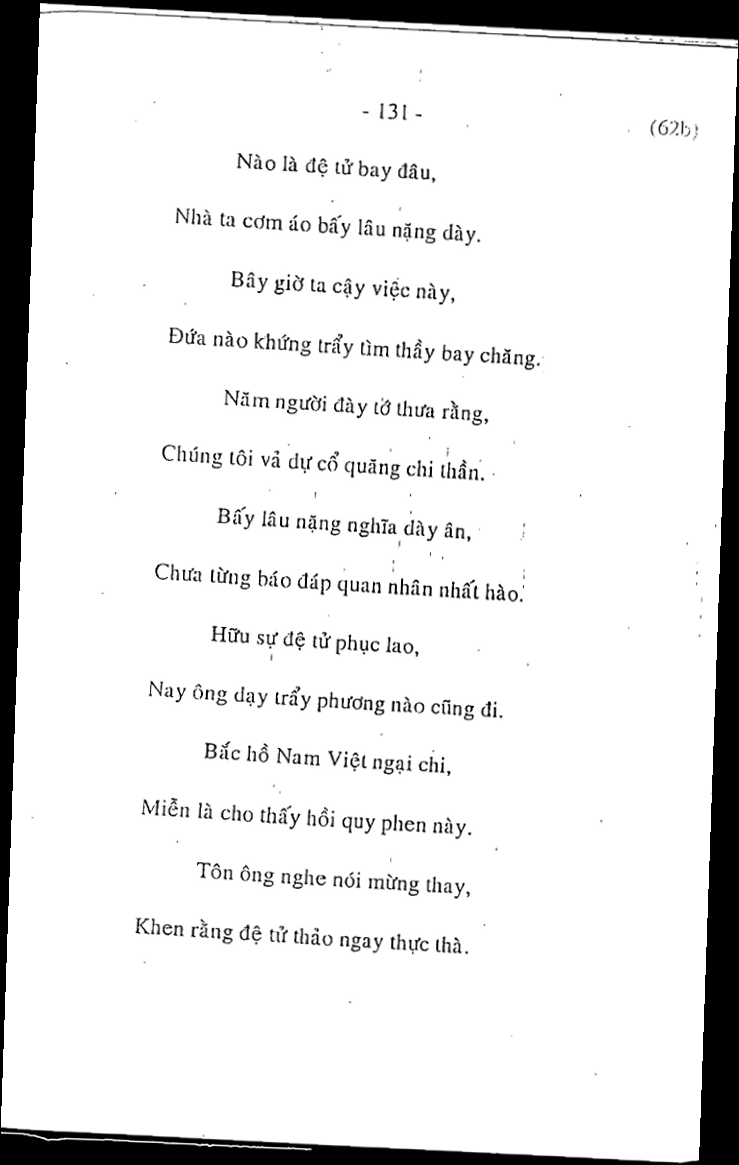 - 131 -
(62b)
Nào là đệ tử bay đâu,
Nhà ta cơm áo bấy lâu nặng dày.
Bây giờ ta cậy việc này,
Đứa nào khứng trẩy tìm thầy bay chăng.
Năm người đày tớ thưa rằng,
Chúng tôi vả dự cổ quăng chi thần.
Bấy lâu nặng nghĩa dày ân,
Chưa từng báo đáp quan nhân nhất hào.
Hữu sự đệ tử phục lao,
Nay ông dạy trẩy phương nào cũng đi.
Bắc hồ Nam Việt ngại chi,
Miễn là cho thấy hồi quy phen này.
Tôn ông nghe nói mừng thay,
Khen rằng đệ tử thảo ngay thực thà.